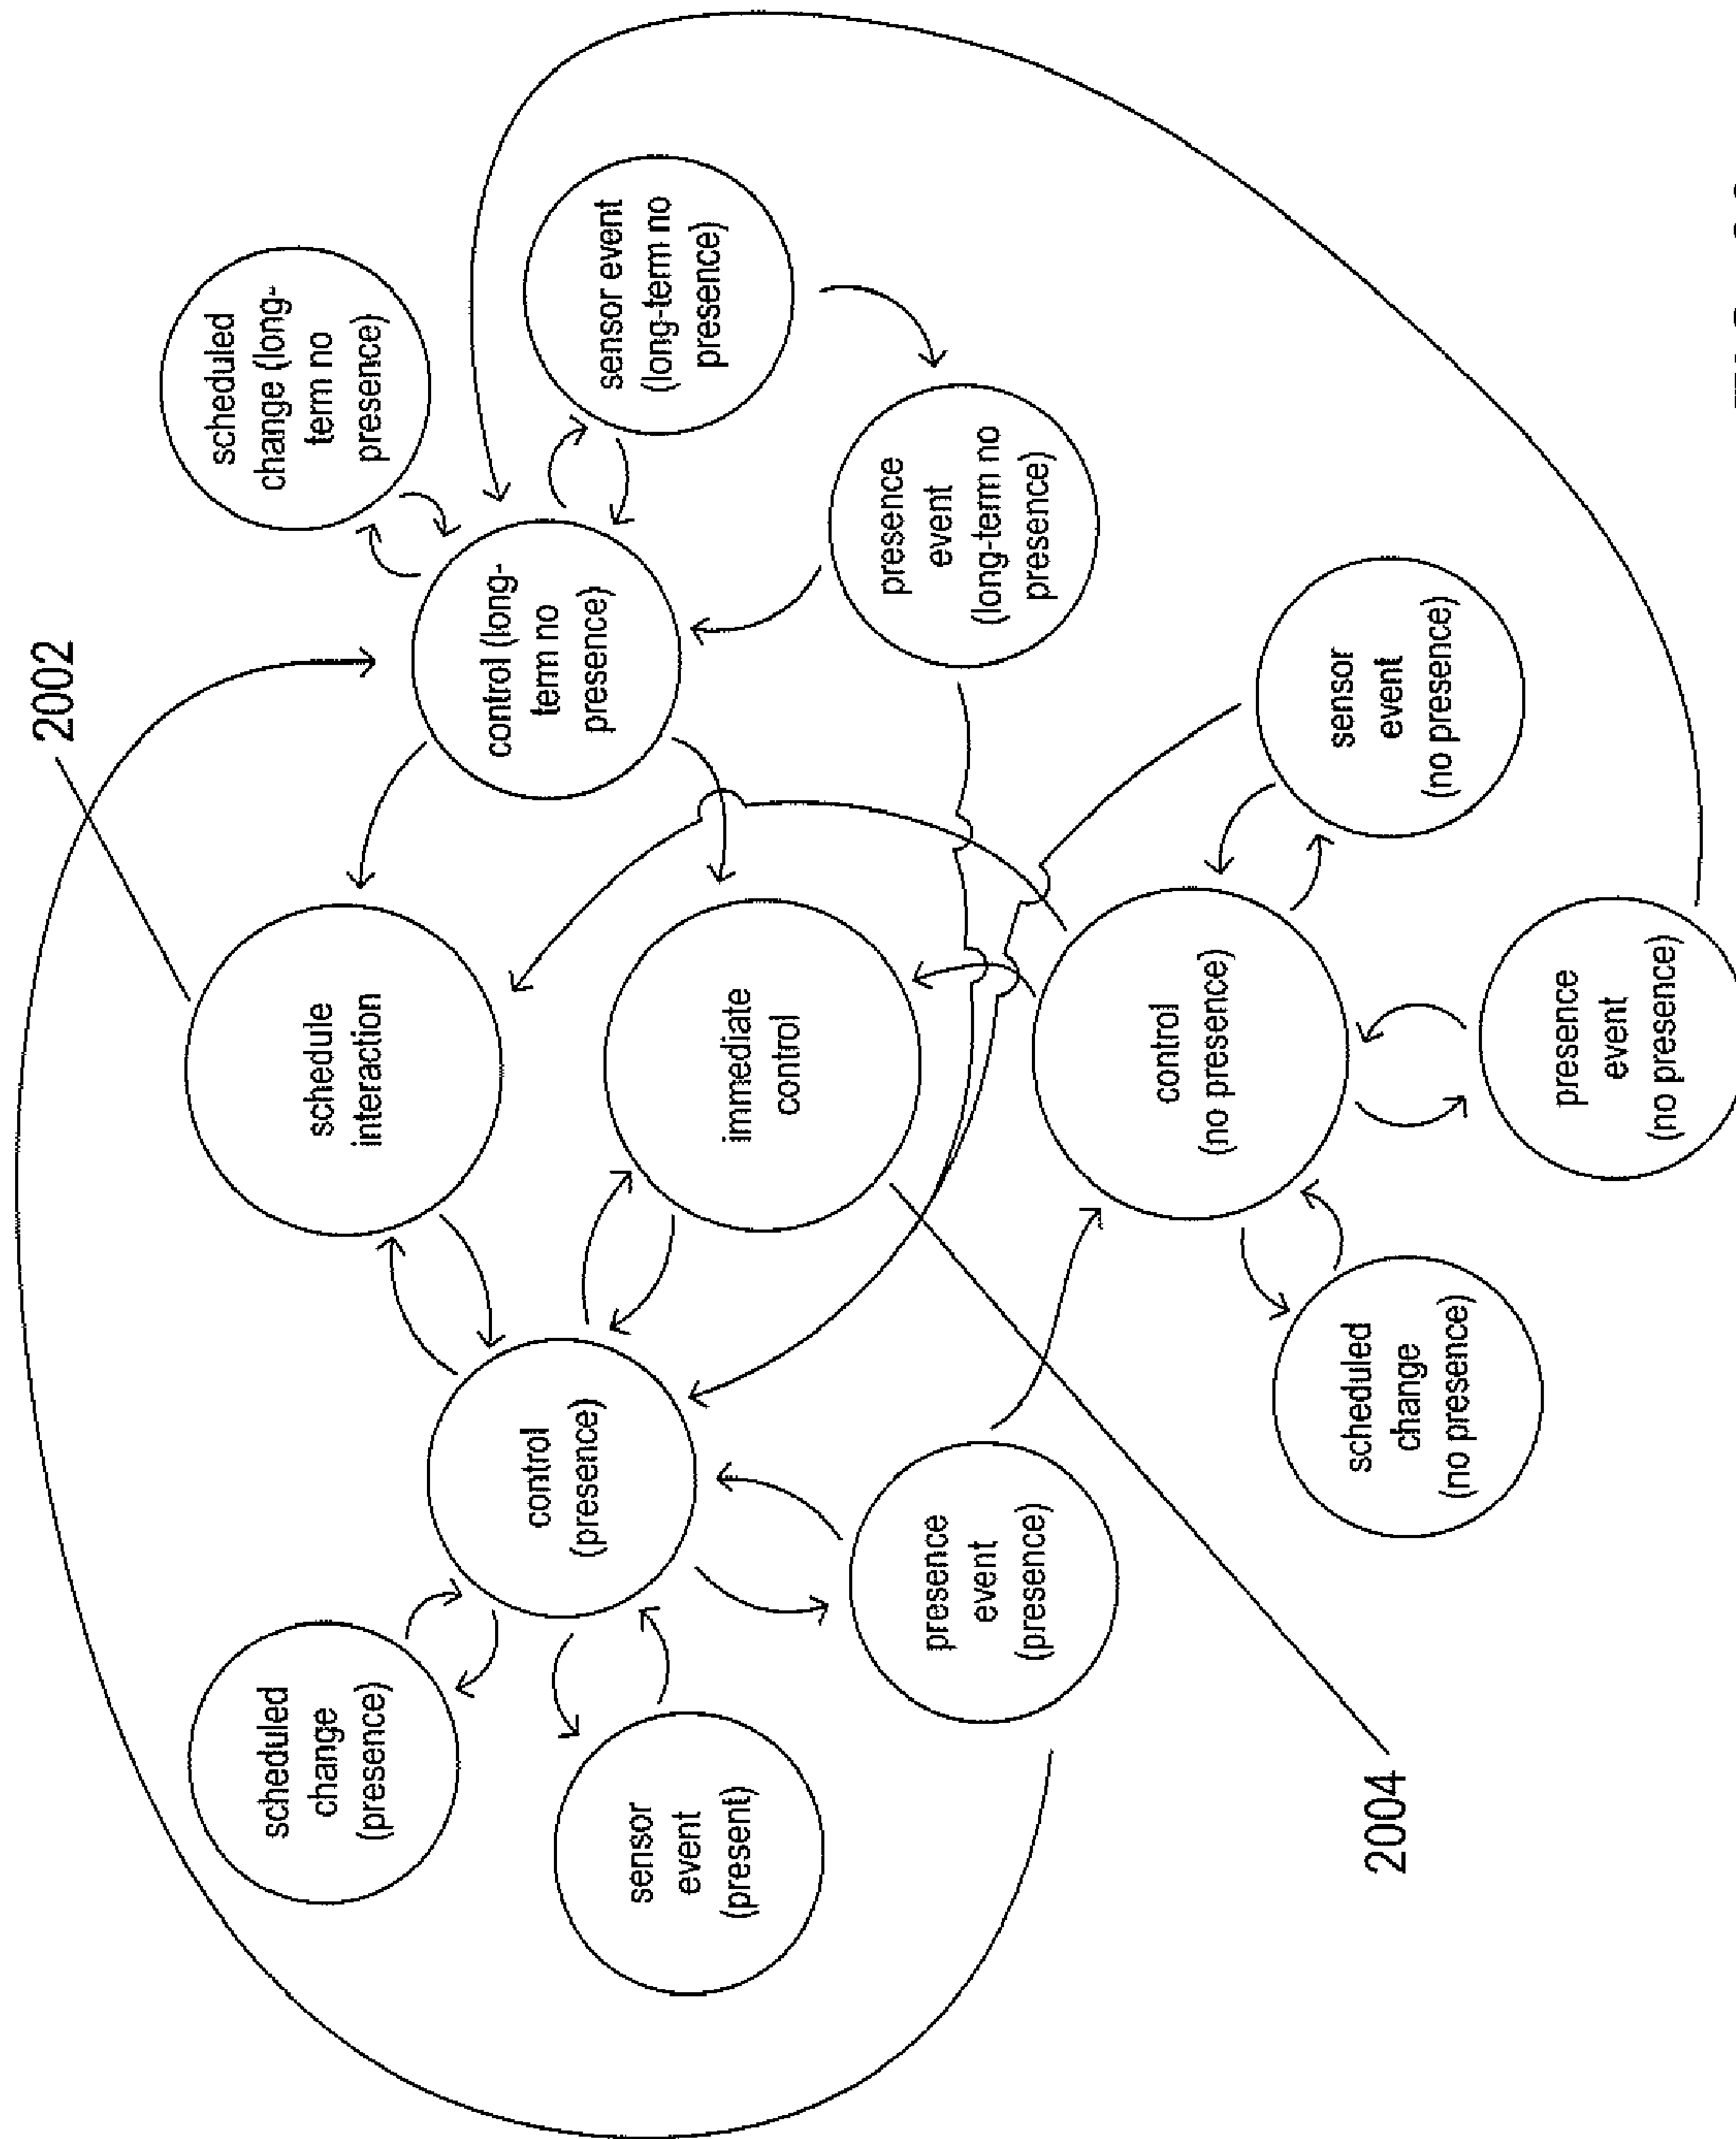 2002
scheduled
change (long-
term no
presence)
control (long-
term no
presence)
sensor event
(long-term no
presence)
presence
event
(long-term no
presence)
schedule
interaction
immediate
control
control
(no presence)
sensor
event
(no presence)
presence
event
(no presence)
scheduled
change
(no presence)
control
(presence)
scheduled
change
(presence)
sensor
event
(present)
presence
event
(presence)
2004